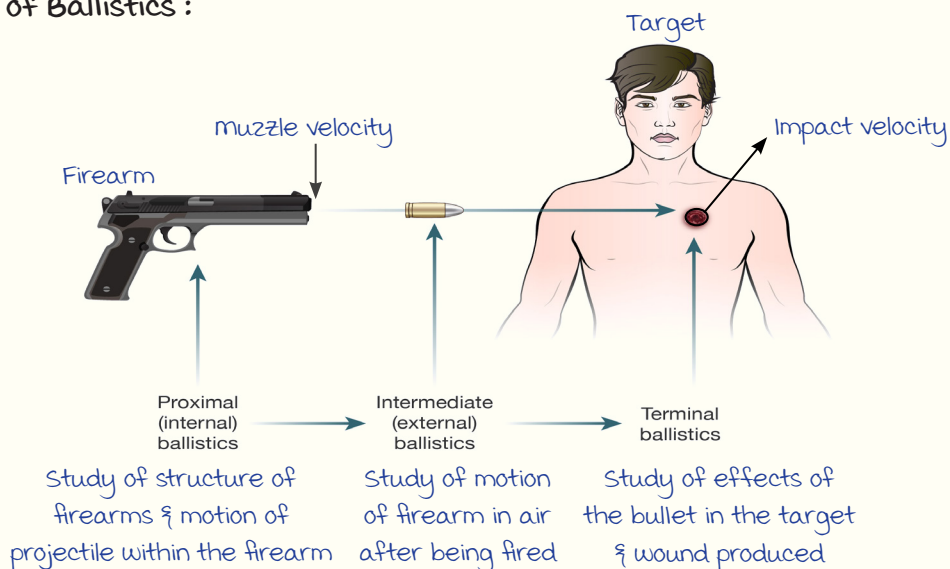 of Ballistics :
Target
muzzle velocity
Impact velocity
Firearm
Proximal
(internal)
ballistics
Intermediate
(external)
ballistics
Terminal
ballistics
Study of structure of
firearms & motion of
projectile within the firearm
Study of motion
of firearm in air
after being fired
Study of effects of
the bullet in the target
& wound produced